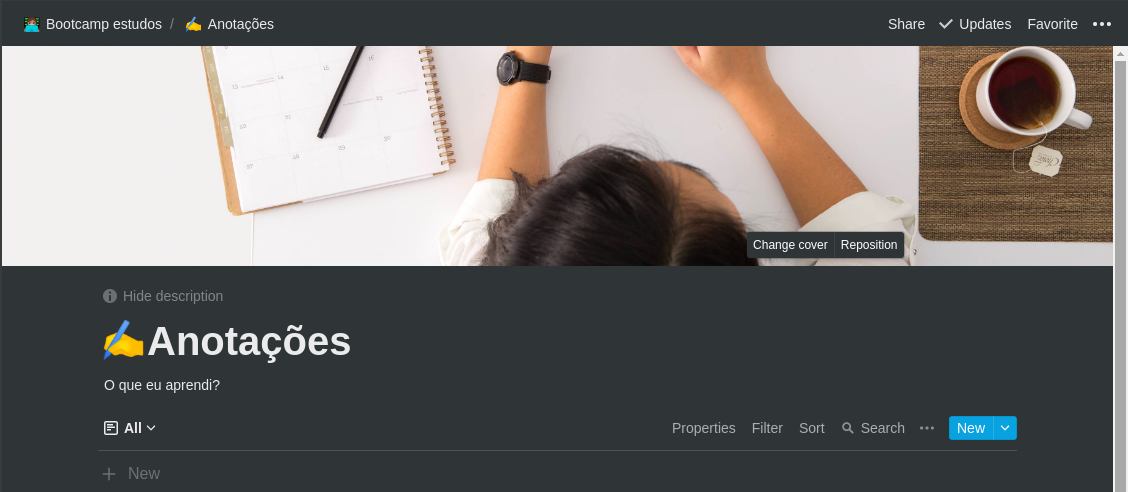 Bootcamp estudos / Anotações
Share Updates Favorite
Change cover Reposition
Hide description
Anotações
O que eu aprendi?
All Properties Filter Sort Search New
New